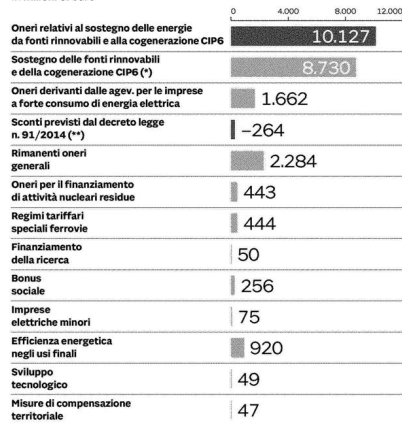 0 4.000 8.000 12.000
Oneri relativi al sostegno delle energie
da fonti rinnovabili e alla cogenerazione CIP6 10.127
Sostegno delle fonti rinnovabili
e della cogenerazione CIP6 (*) 8.730
Oneri derivanti dalle agev. per le imprese
a forte consumo di energia elettrica 1.662
Sconti previsti dal decreto legge
n. 91/2014 (**) –264
Rimanenti oneri
generali 2.284
Oneri per il finanziamento
di attività nucleari residue 443
Regimi tariffari
speciali ferrovie 444
Finanziamento
della ricerca 50
Bonus
sociale 256
Imprese
elettriche minori 75
Efficienza energetica
negli usi finali 920
Sviluppo
tecnologico 49
Misure di compensazione
territoriale 47